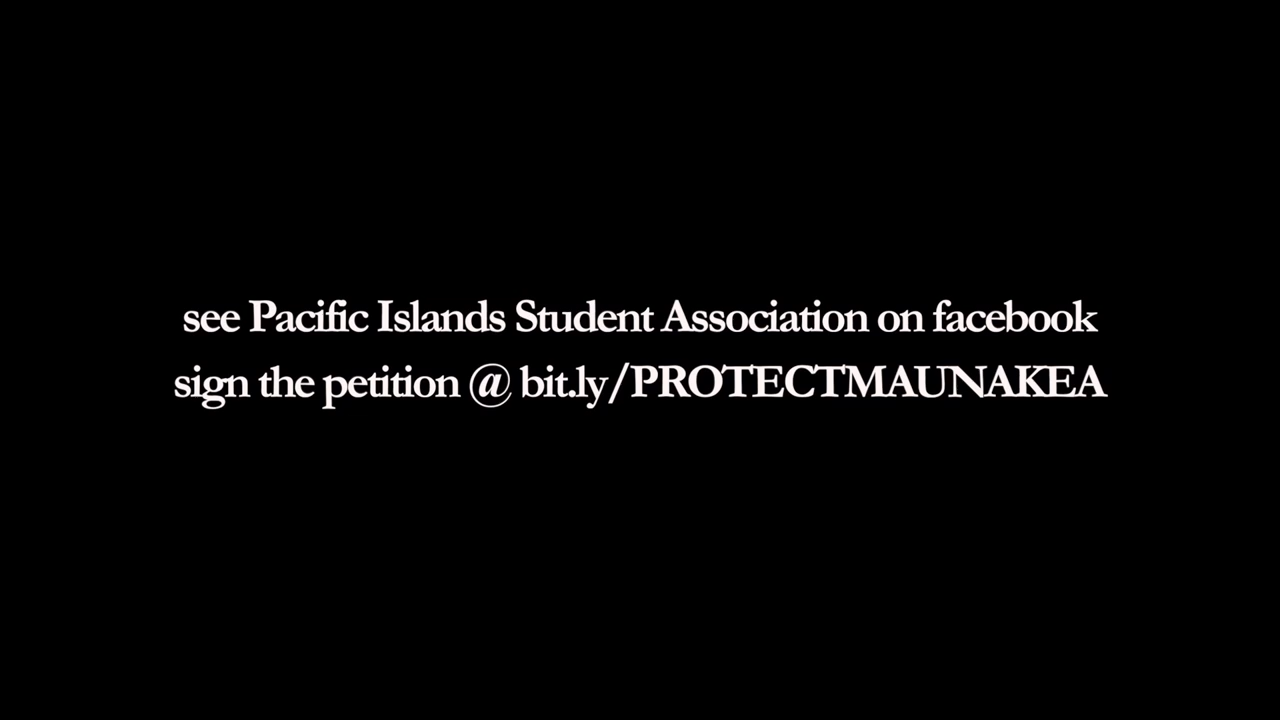 see Pacific Islands Student Association on facebook
sign the petition @ bit.ly/PROTECTMAUNAKEA